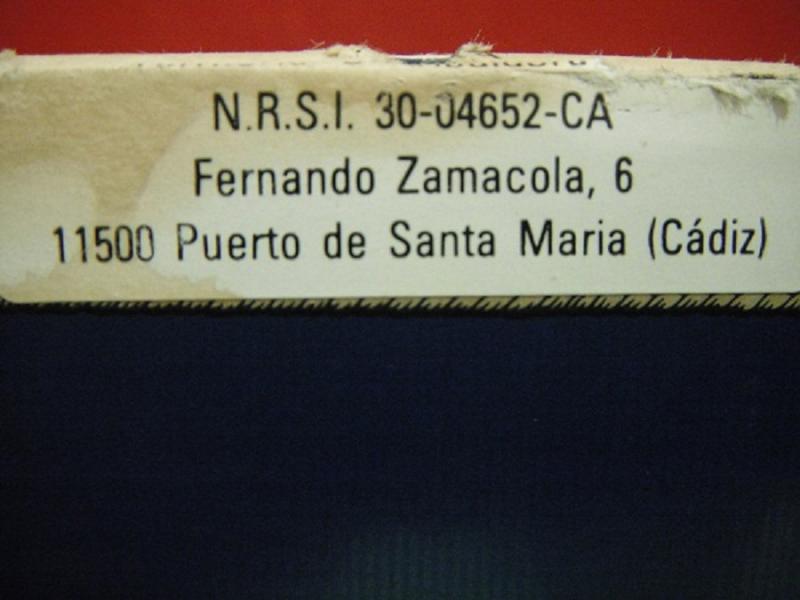 N.R.S.I. 30-04652-CA
Fernando Zamacola, 6
11500 Puerto de Santa Maria (Cádiz)